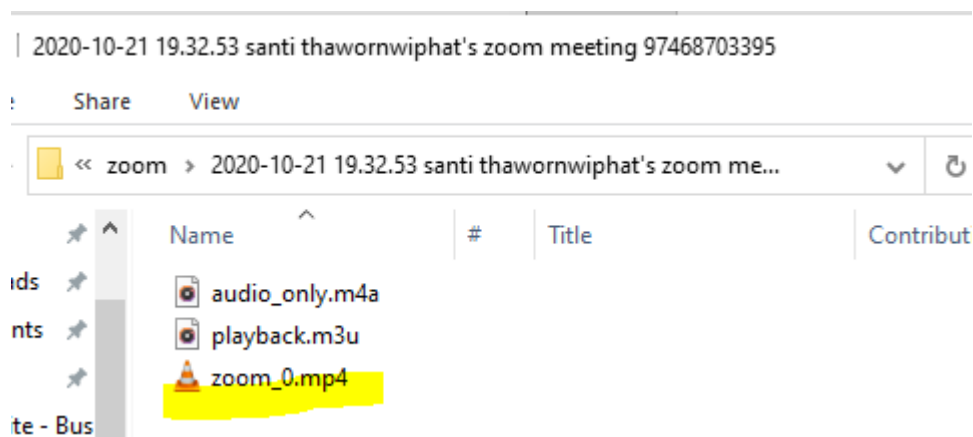 2020-10-21 19.32.53 santi thawornwiphat's zoom meeting 97468703395
Share View
« zoom > 2020-10-21 19.32.53 santi thawornwiphat's zoom me...
Name # Title Contribut
ads
audio_only.m4a
nts
playback.m3u
zoom_0.mp4
ite - Bus